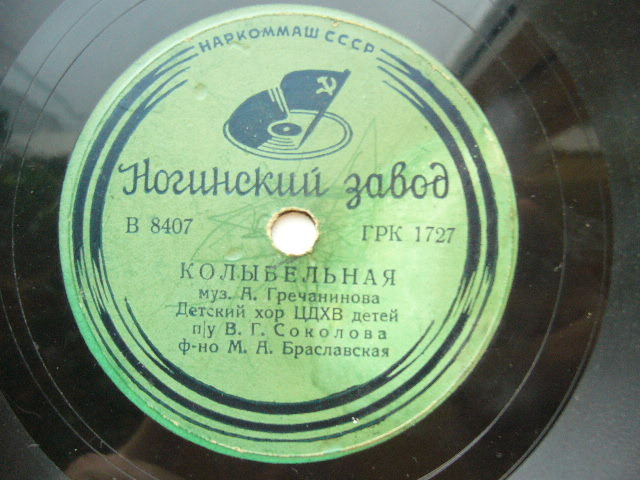 НАРКОММАШ СССР
Ногинский завод
В 8407 ГРК 1727
КОЛЫБЕЛЬНАЯ
муз. А. Гречанинова
Детский хор ЦДХВ детей
п/у В. Г. Соколова
ф-но М. А. Браславская